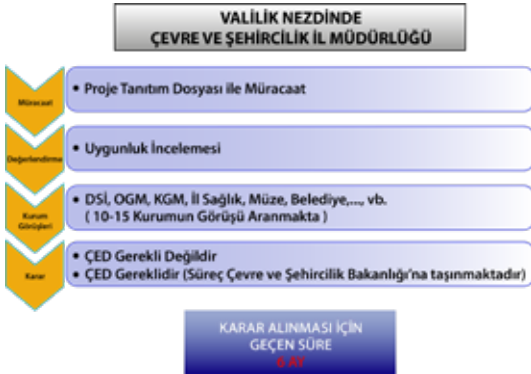 VALİLİK NEZDİNDE
ÇEVRE VE ŞEHİRCİLİK İL MÜDÜRLÜĞÜ
Müracaat
• Proje Tanıtım Dosyası ile Müracaat
Değerlendirme
• Uygunluk İncelemesi
Kurum
Görüşleri
• DSİ, OGM, KGM, İl Sağlık, Müze, Belediye,..., vb.
( 10-15 Kurumun Görüşü Aranmakta )
Karar
• ÇED Gerekli Değildir
• ÇED Gereklidir (Süreç Çevre ve Şehircilik Bakanlığı'na taşınmaktadır)
KARAR ALINMASI İÇİN
GEÇEN SÜRE
6 AY